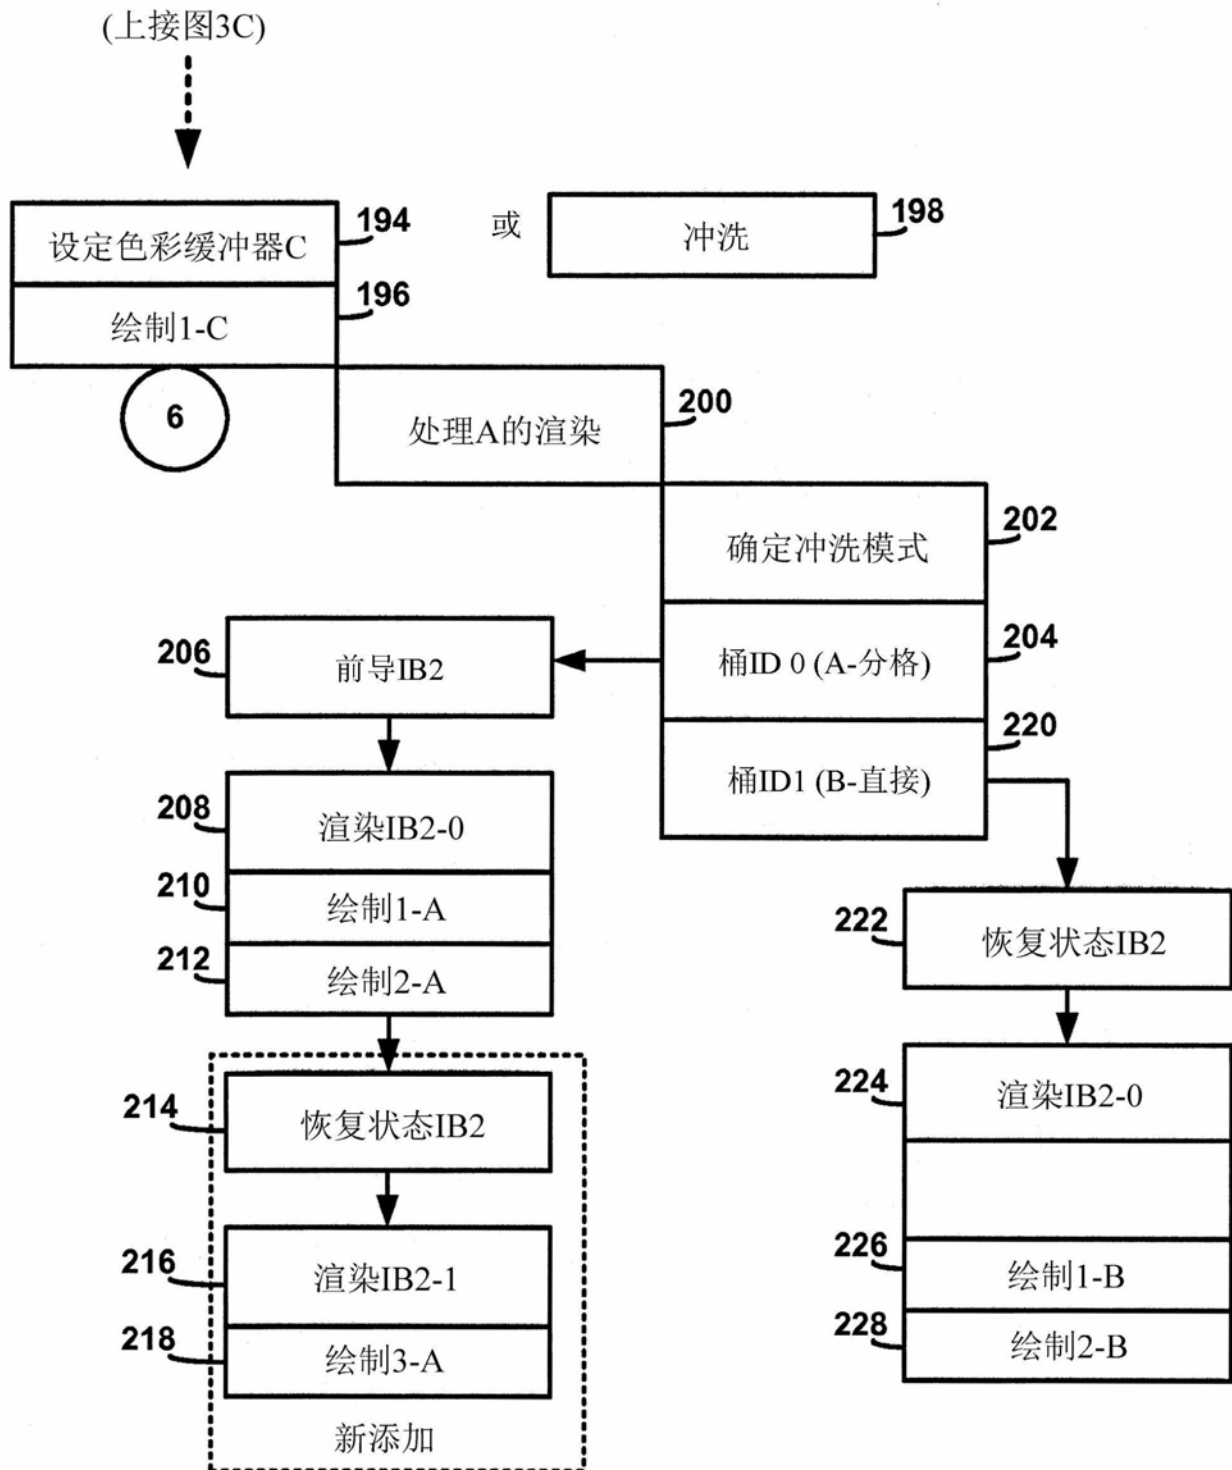 (上接图3C)
设定色彩缓冲器C
194
绘制1-C
196
或
冲洗
198
6
处理A的渲染
200
确定冲洗模式
202
桶ID 0 (A-分格)
204
桶ID1 (B-直接)
220
206
前导IB2
208
渲染IB2-0
210
绘制1-A
212
绘制2-A
214
恢复状态IB2
216
渲染IB2-1
218
绘制3-A
新添加
222
恢复状态IB2
224
渲染IB2-0
226
绘制1-B
228
绘制2-B